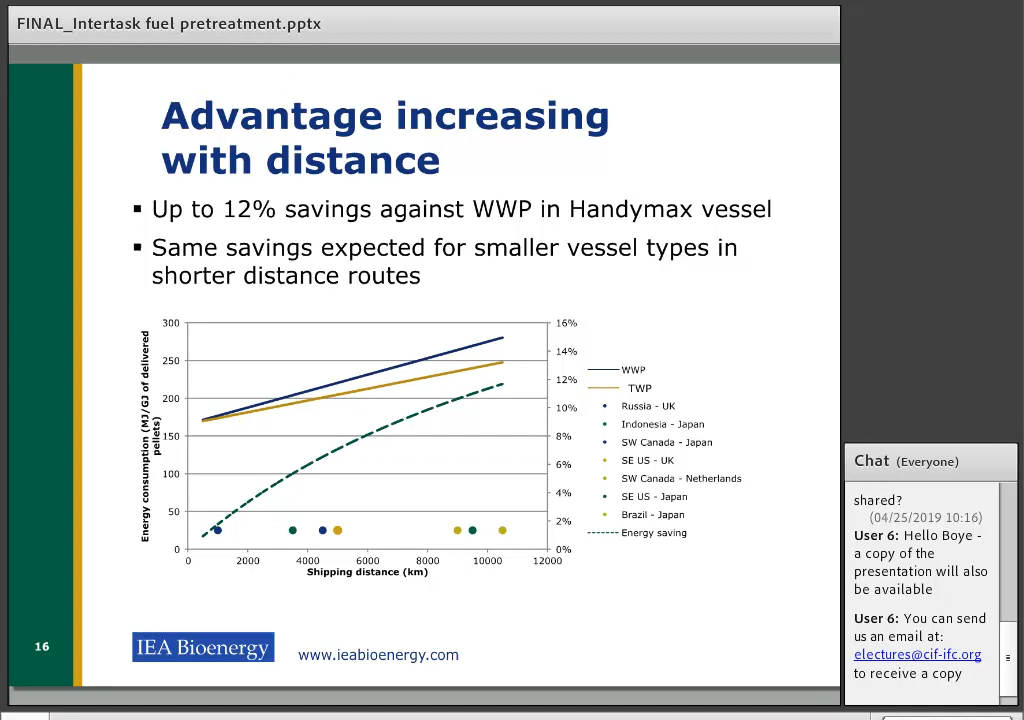 FINAL_Intertask fuel pretreatment.pptx
Advantage increasing
with distance
▪ Up to 12% savings against WWP in Handymax vessel
▪ Same savings expected for smaller vessel types in
shorter distance routes
Energy consumption (MJ/GJ of delivered
pellets)
300
250
200
150
100
50
0
16%
14%
12%
10%
8%
6%
4%
2%
0%
0 2000 4000 6000 8000 10000 12000
Shipping distance (km)
WWP
TWP
Russia - UK
Indonesia - Japan
SW Canada - Japan
SE US - UK
SW Canada - Netherlands
SE US - Japan
Brazil - Japan
Energy saving
16
IEA Bioenergy
www.ieabioenergy.com
Chat (Everyone)
shared?
(04/25/2019 10:16)
User 6: Hello Boye -
a copy of the
presentation will also
be available
User 6: You can send
us an email at:
electures@cif-ifc.org
to receive a copy